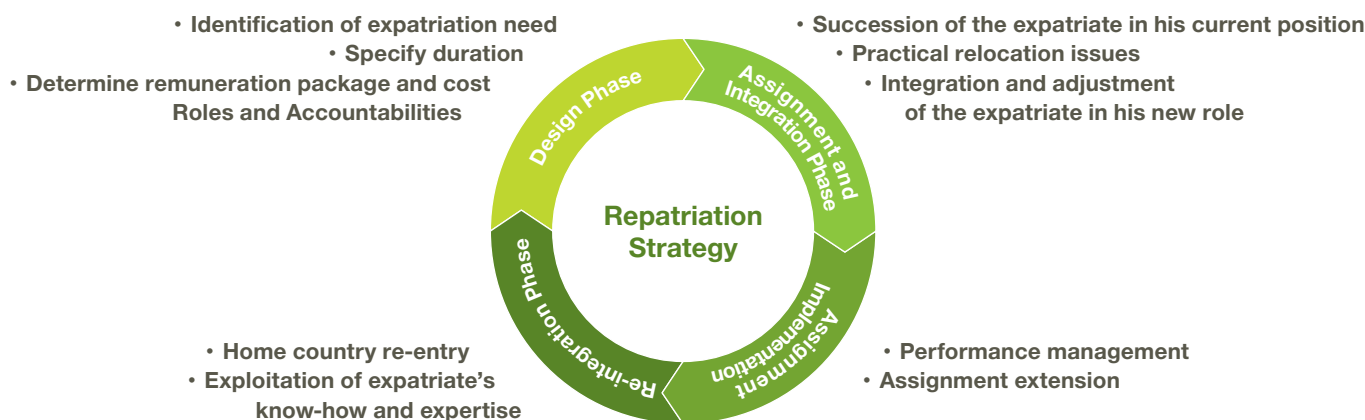 • Identification of expatriation need
• Specify duration
• Determine remuneration package and cost
Roles and Accountabilities
Design Phase
• Succession of the expatriate in his current position
• Practical relocation issues
• Integration and adjustment
of the expatriate in his new role
Assignment and
Integration Phase
Repatriation
Strategy
Assignment
Implementation
• Performance management
• Assignment extension
Re-integration Phase
• Home country re-entry
• Exploitation of expatriate’s
know-how and expertise